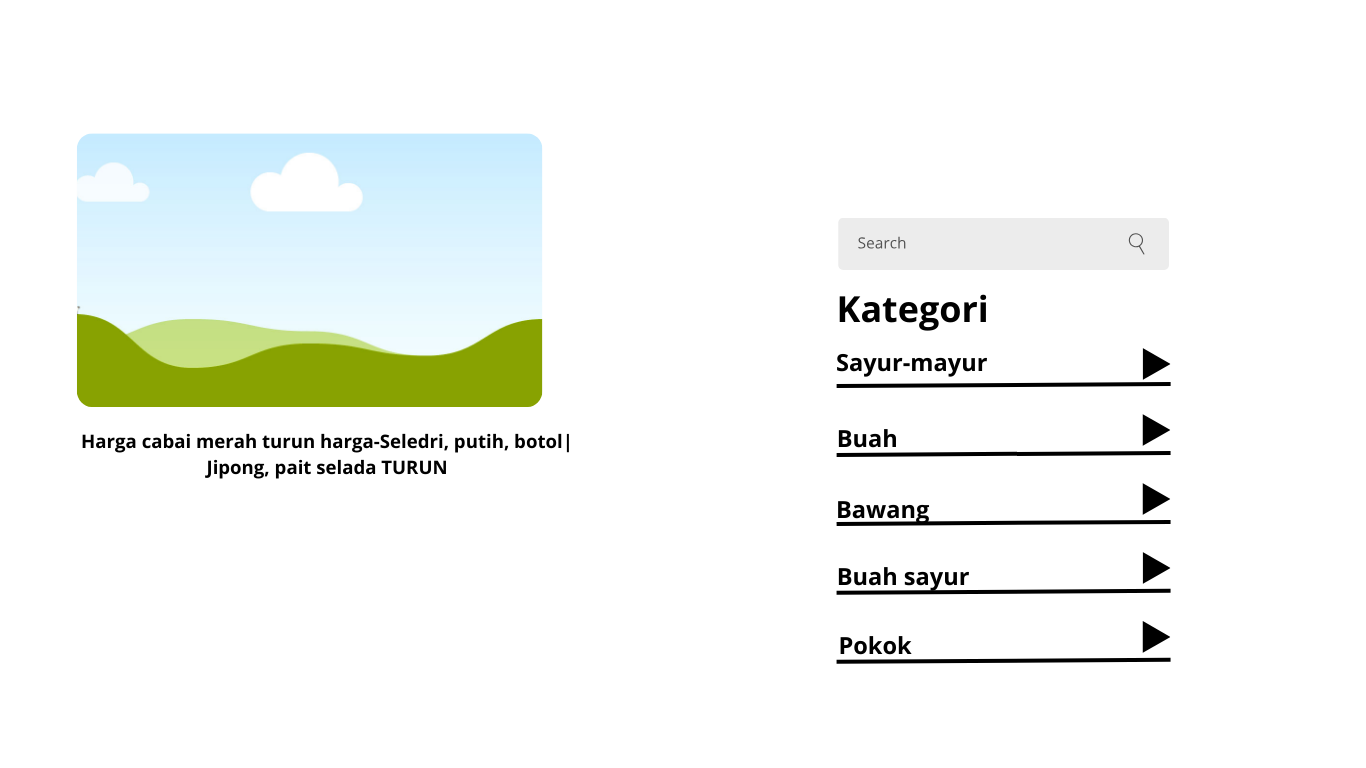 Harga cabai merah turun harga-Seledri, putih, botol|
Jipong, pait selada TURUN
Search
Kategori
Sayur-mayur
Buah
Bawang
Buah sayur
Pokok